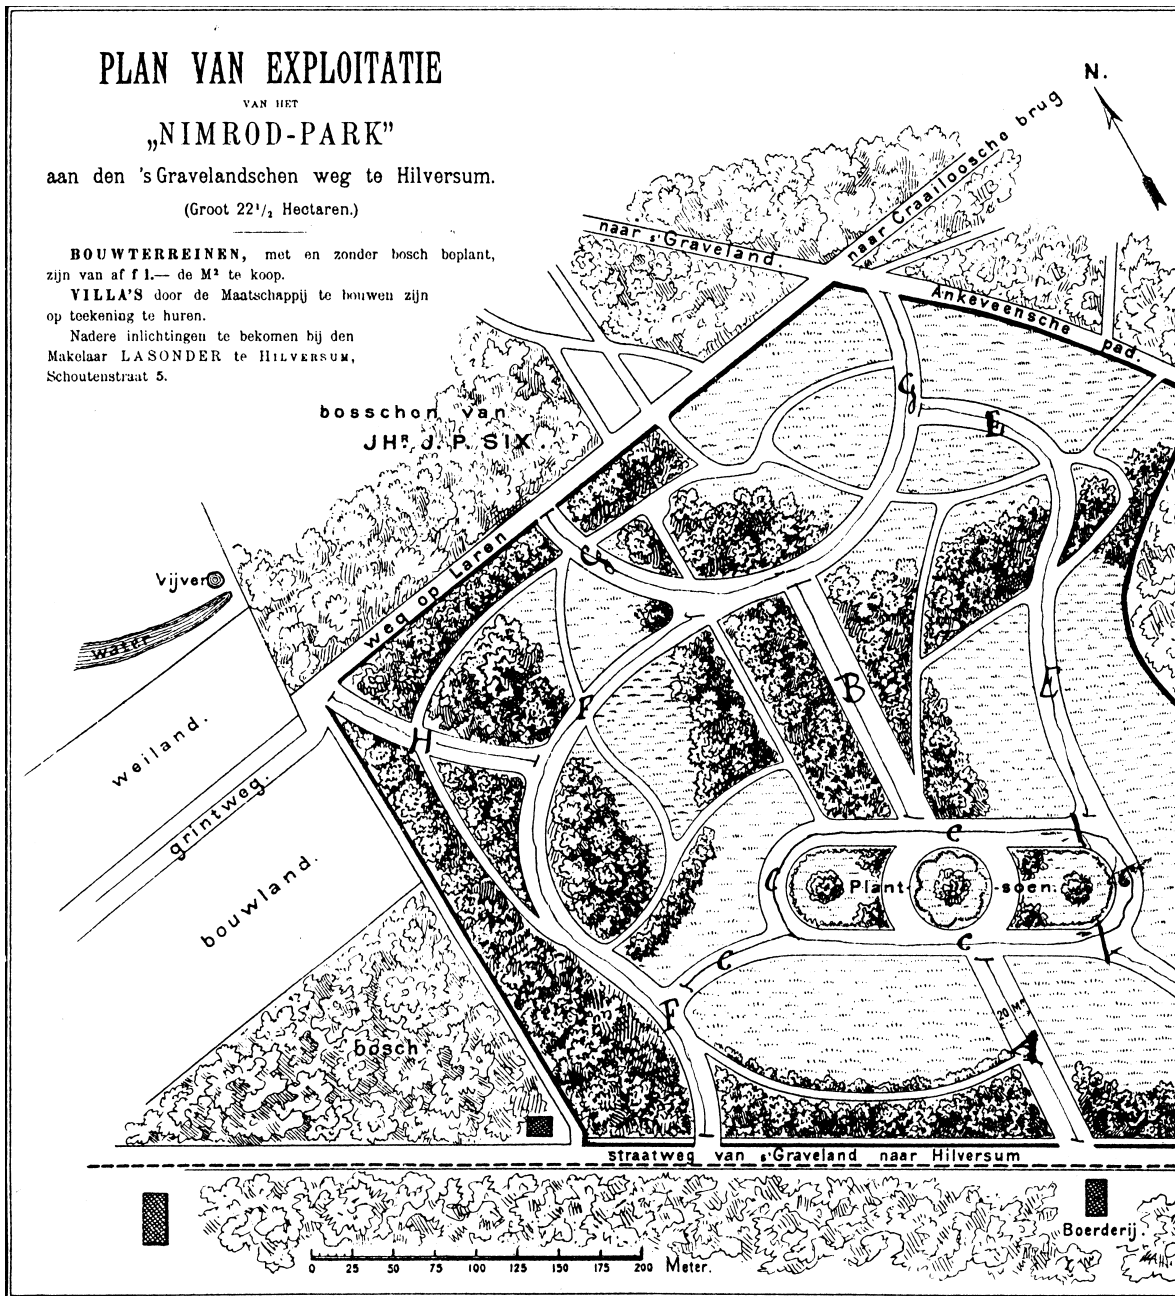 PLAN VAN EXPLOITATIE
VAN HET
„NIMROD-PARK”
aan den 's Gravelandschen weg te Hilversum.
(Groot 22 1/2 Hectaren.)
BOUWTERREINEN, met en zonder bosch beplant,
zijn van af f 1.— de M² te koop.
VILLA'S door de Maatschappij te bouwen zijn
op teekening te huren.
Nadere inlichtingen te bekomen bij den
Makelaar LASONDER te HILVERSUM,
Schoutenstraat 5.
N.
naar Craailoosche brug
naar s'Graveland.
Ankeveensche
pad.
bosschen van
JHR. J. P. SIX.
G
E
weg op Laren
G
Vijver
water
weiland.
grintweg.
bouwland.
H
F
B
E
C
C
Plant-
-soen.
C
C
F
20 MR
A
bosch
straatweg van s'Graveland naar Hilversum
Boerderij.
0 25 50 75 100 125 150 175 200 Meter.